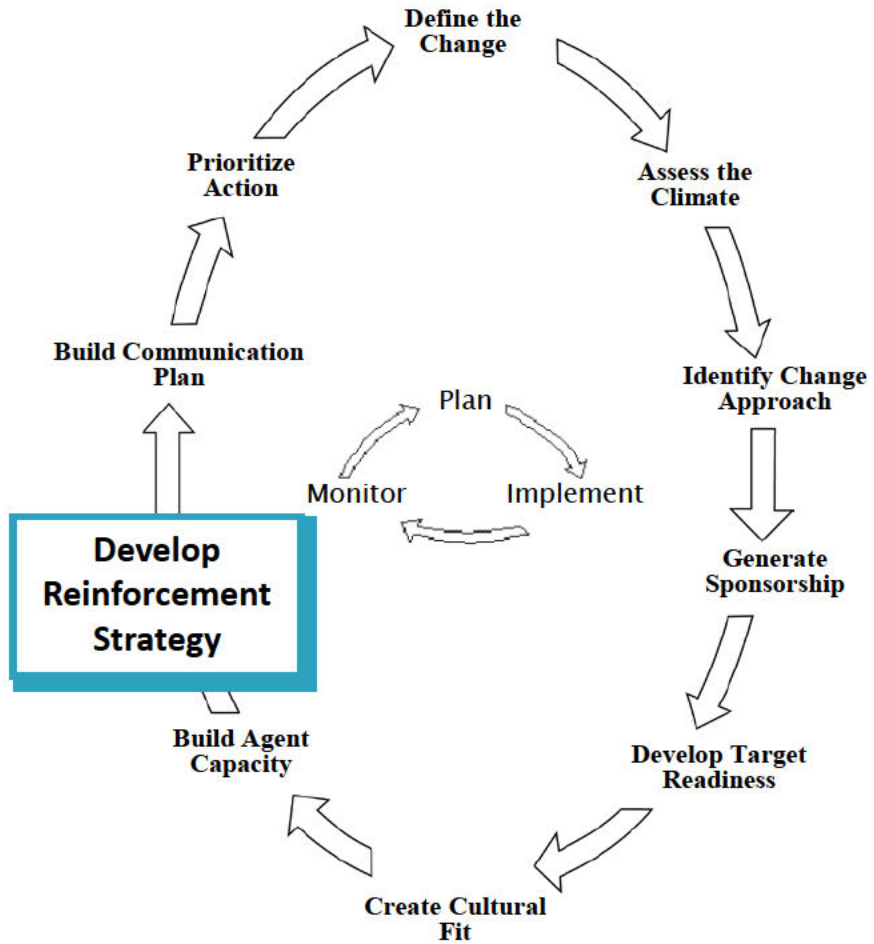 Define the
Change
Assess the
Climate
Identify Change
Approach
Generate
Sponsorship
Develop Target
Readiness
Create Cultural
Fit
Build Agent
Capacity
Develop
Reinforcement
Strategy
Build Communication
Plan
Prioritize
Action
Plan
Implement
Monitor